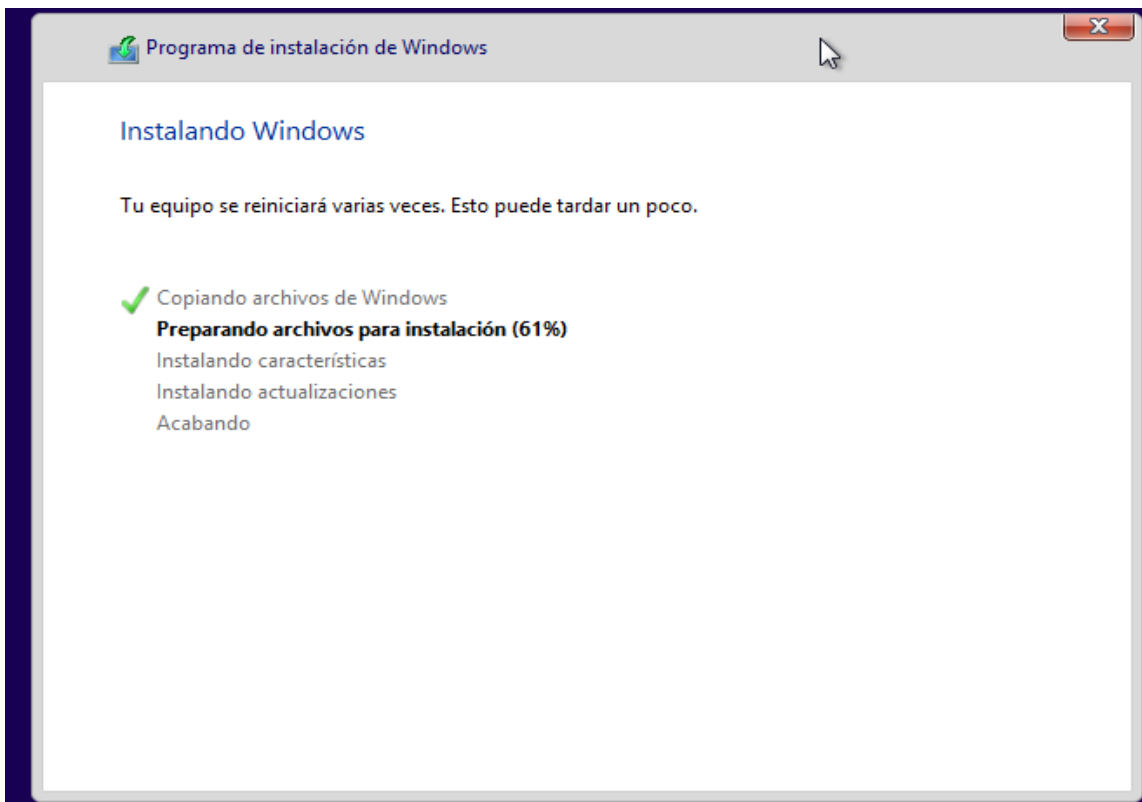 Programa de instalación de Windows
Instalando Windows
Tu equipo se reiniciará varias veces. Esto puede tardar un poco.
Copiando archivos de Windows
Preparando archivos para instalación (61%)
Instalando características
Instalando actualizaciones
Acabando